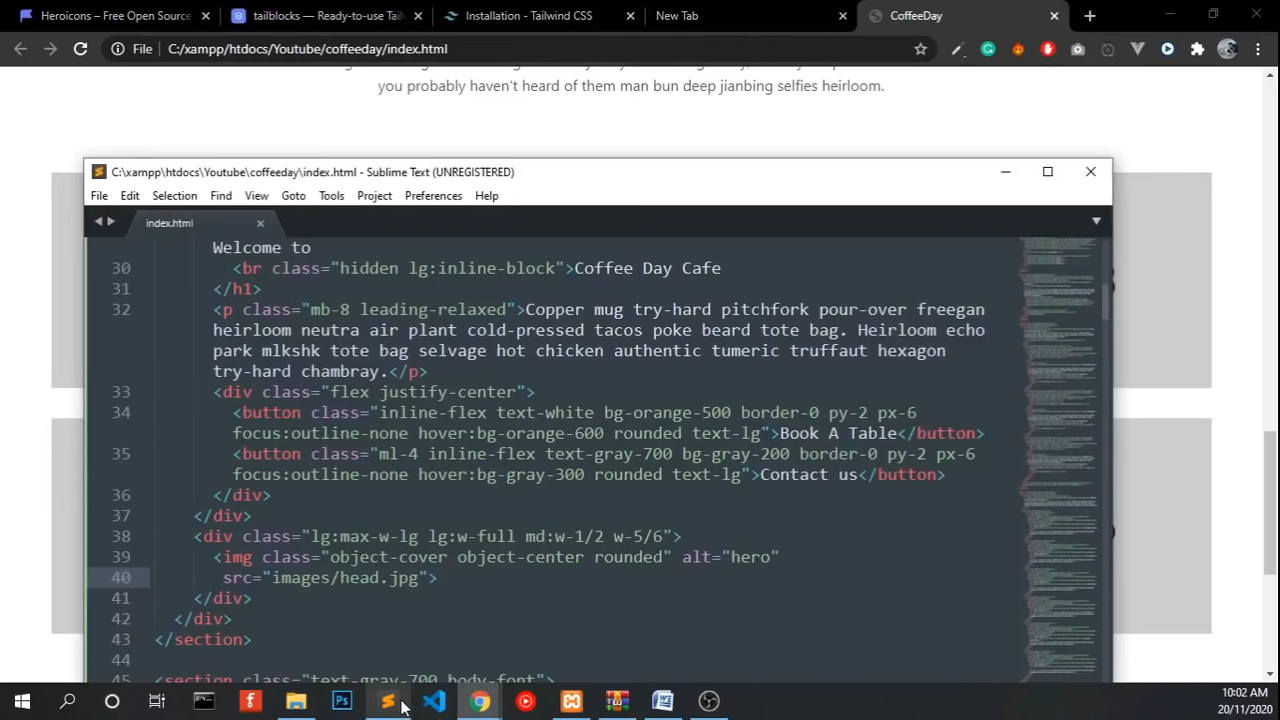 Heroicons — Free Open Source
tailblocks — Ready-to-use Tail
Installation - Tailwind CSS
New Tab
CoffeeDay
File C:/xampp/htdocs/Youtube/coffeeday/index.html
you probably haven't heard of them man bun deep jianbing selfies heirloom.
C:\xampp\htdocs\Youtube\coffeeday\index.html - Sublime Text (UNREGISTERED)
File Edit Selection Find View Goto Tools Project Preferences Help
index.html
Welcome to
30 <br class="hidden lg:inline-block">Coffee Day Cafe
31 </h1>
32 <p class="mb-8 leading-relaxed">Copper mug try-hard pitchfork pour-over freegan
heirloom neutra air plant cold-pressed tacos poke beard tote bag. Heirloom echo
park mlkshk tote bag selvage hot chicken authentic tumeric truffaut hexagon
try-hard chambray.</p>
33 <div class="flex justify-center">
34 <button class="inline-flex text-white bg-orange-500 border-0 py-2 px-6
focus:outline-none hover:bg-orange-600 rounded text-lg">Book A Table</button>
35 <button class="ml-4 inline-flex text-gray-700 bg-gray-200 border-0 py-2 px-6
focus:outline-none hover:bg-gray-300 rounded text-lg">Contact us</button>
36 </div>
37 </div>
38 <div class="lg:max-w-lg lg:w-full md:w-1/2 w-5/6">
39 <img class="object-cover object-center rounded" alt="hero"
40 src="images/head.jpg">
41 </div>
42 </div>
43 </section>
44
45 <section class="text-gray-700 body-font">
10:02 AM
20/11/2020